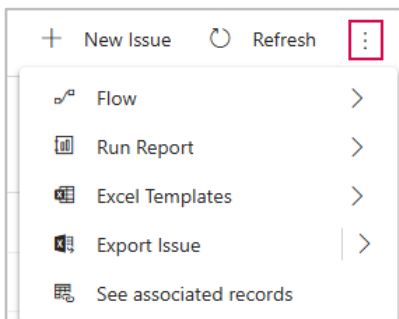 New Issue Refresh
Flow
Run Report
Excel Templates
Export Issue
See associated records